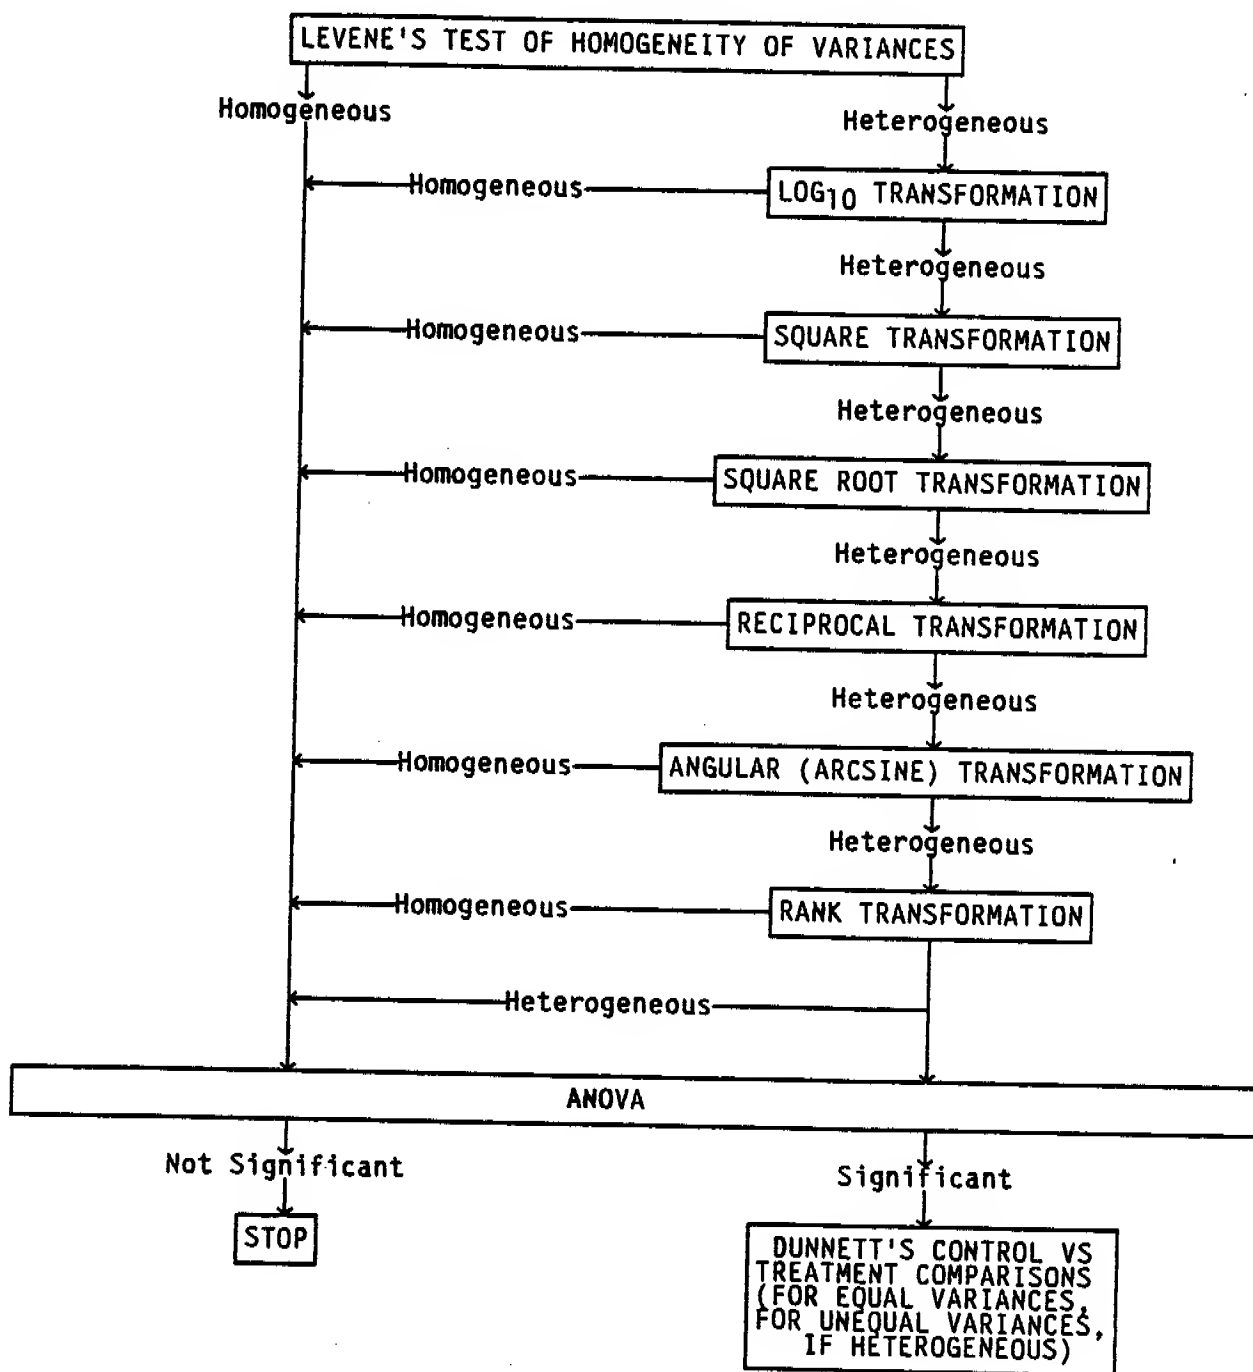 LEVENE'S TEST OF HOMOGENEITY OF VARIANCES
Homogeneous
Heterogeneous
Homogeneous
LOG10 TRANSFORMATION
Heterogeneous
Homogeneous
SQUARE TRANSFORMATION
Heterogeneous
Homogeneous
SQUARE ROOT TRANSFORMATION
Heterogeneous
Homogeneous
RECIPROCAL TRANSFORMATION
Heterogeneous
Homogeneous
ANGULAR (ARCSINE) TRANSFORMATION
Heterogeneous
Homogeneous
RANK TRANSFORMATION
Heterogeneous
ANOVA
Not Significant
Significant
STOP
DUNNETT'S CONTROL VS
TREATMENT COMPARISONS
(FOR EQUAL VARIANCES,
FOR UNEQUAL VARIANCES,
IF HETEROGENEOUS)